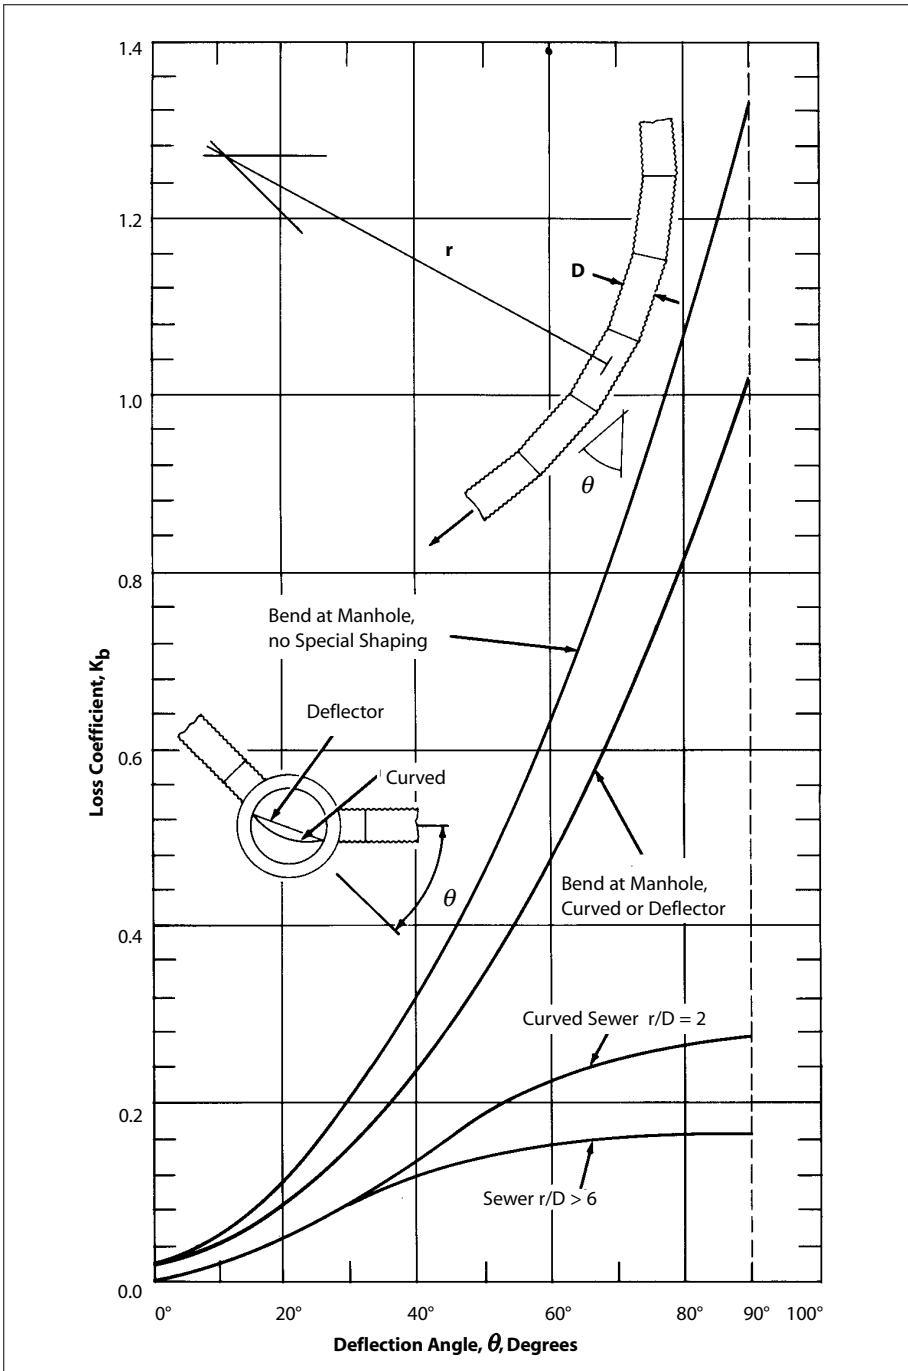 1.4
1.2
1.0
0.8
0.6
0.4
0.2
0.0
Loss Coefficient, Kb
r
D
θ
Bend at Manhole,
no Special Shaping
Deflector
Curved
θ
Bend at Manhole,
Curved or Deflector
Curved Sewer r/D = 2
Sewer r/D > 6
0° 20° 40° 60° 80° 90° 100°
Deflection Angle, θ, Degrees